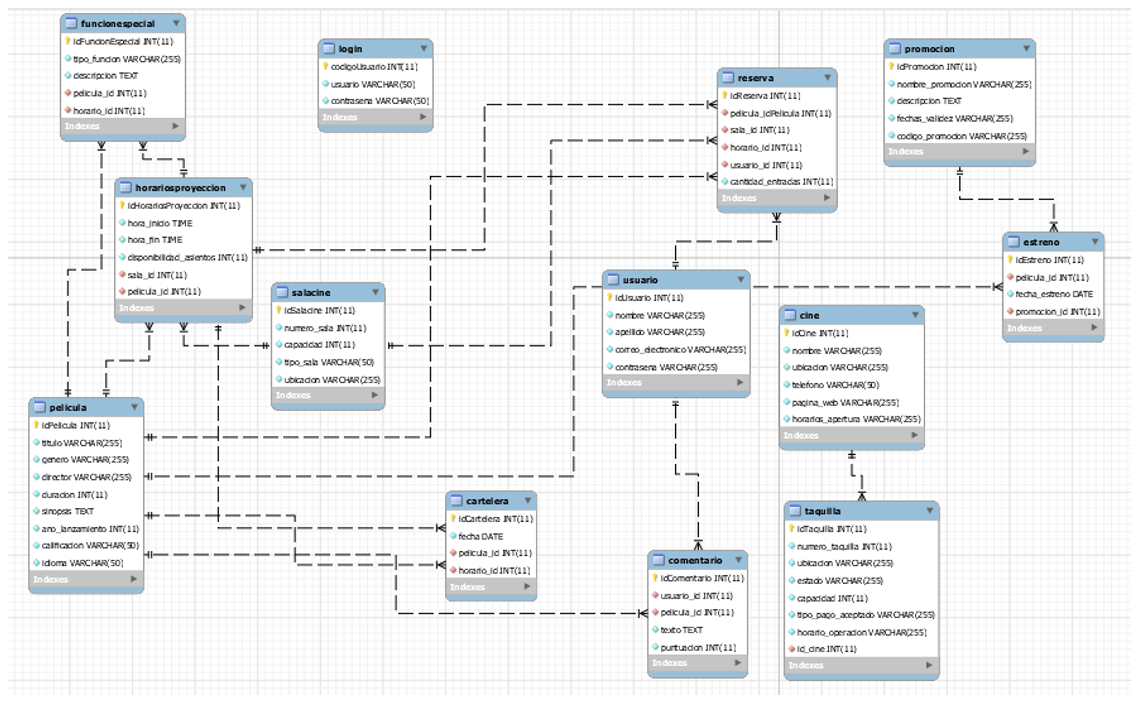 funcionespecial
idFuncionEspecial INT(11)
tipo_funcion VARCHAR(255)
descripcion TEXT
pelicula_id INT(11)
horario_id INT(11)
Indexes
login
codigoUsuario INT(11)
usuario VARCHAR(50)
contrasena VARCHAR(50)
Indexes
reserva
idReserva INT(11)
pelicula_idPelicula INT(11)
sala_id INT(11)
horario_id INT(11)
usuario_id INT(11)
cantidad_entradas INT(11)
Indexes
promocion
idPromocion INT(11)
nombre_promocion VARCHAR(255)
descripcion TEXT
fechas_validez VARCHAR(255)
codigo_promocion VARCHAR(255)
Indexes
horariosproyeccion
idHorariosProyeccion INT(11)
hora_inicio TIME
hora_fin TIME
disponibilidad_asientos INT(11)
sala_id INT(11)
pelicula_id INT(11)
Indexes
salacine
idSalacine INT(11)
numero_sala INT(11)
capacidad INT(11)
tipo_sala VARCHAR(50)
ubicacion VARCHAR(255)
Indexes
usuario
idUsuario INT(11)
nombre VARCHAR(255)
apellido VARCHAR(255)
correo_electronico VARCHAR(255)
contrasena VARCHAR(255)
Indexes
estreno
idEstreno INT(11)
pelicula_id INT(11)
fecha_estreno DATE
promocion_id INT(11)
Indexes
cine
idCine INT(11)
nombre VARCHAR(255)
ubicacion VARCHAR(255)
telefono VARCHAR(50)
pagina_web VARCHAR(255)
horarios_apertura VARCHAR(255)
Indexes
pelicula
idPelicula INT(11)
titulo VARCHAR(255)
genero VARCHAR(255)
director VARCHAR(255)
duracion INT(11)
sinopsis TEXT
ano_lanzamiento INT(11)
calificacion VARCHAR(50)
idioma VARCHAR(50)
Indexes
cartelera
idCartelera INT(11)
fecha DATE
pelicula_id INT(11)
horario_id INT(11)
Indexes
comentario
idComentario INT(11)
usuario_id INT(11)
pelicula_id INT(11)
texto TEXT
puntuacion INT(11)
Indexes
taquilla
idTaquilla INT(11)
numero_taquilla INT(11)
ubicacion VARCHAR(255)
estado VARCHAR(255)
capacidad INT(11)
tipo_pago_aceptado VARCHAR(255)
horario_operacion VARCHAR(255)
id_cine INT(11)
Indexes